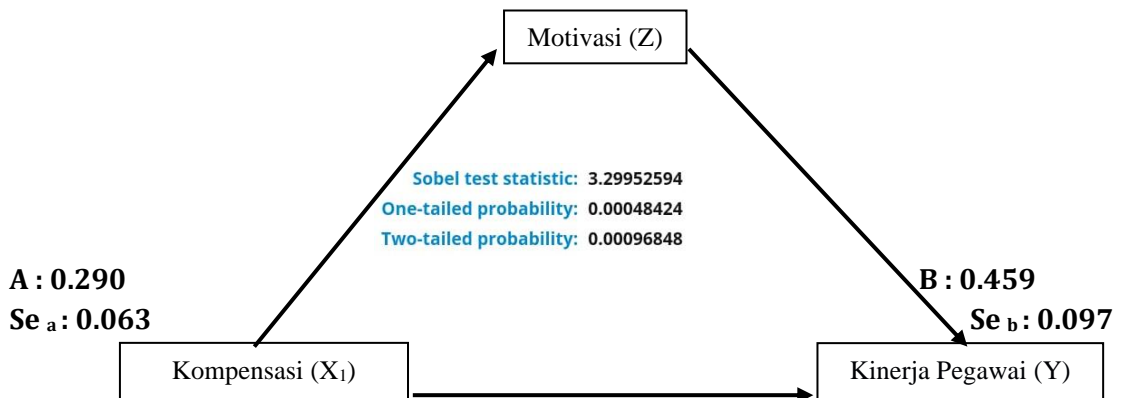 Motivasi (Z)
Sobel test statistic: 3.29952594
One-tailed probability: 0.00048424
Two-tailed probability: 0.00096848
A : 0.290
B : 0.459
Se a : 0.063
Se b : 0.097
Kompensasi (X1)
Kinerja Pegawai (Y)